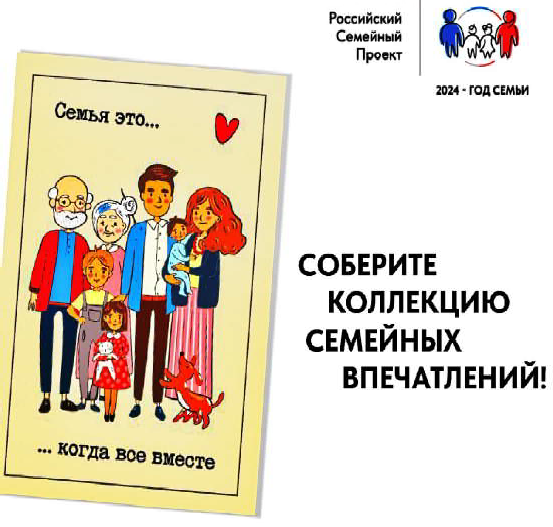 Российский
Семейный
Проект
2024 - ГОД СЕМЬИ
Семья это...
... когда все вместе
СОБЕРИТЕ
КОЛЛЕКЦИЮ
СЕМЕЙНЫХ
ВПЕЧАТЛЕНИЙ!